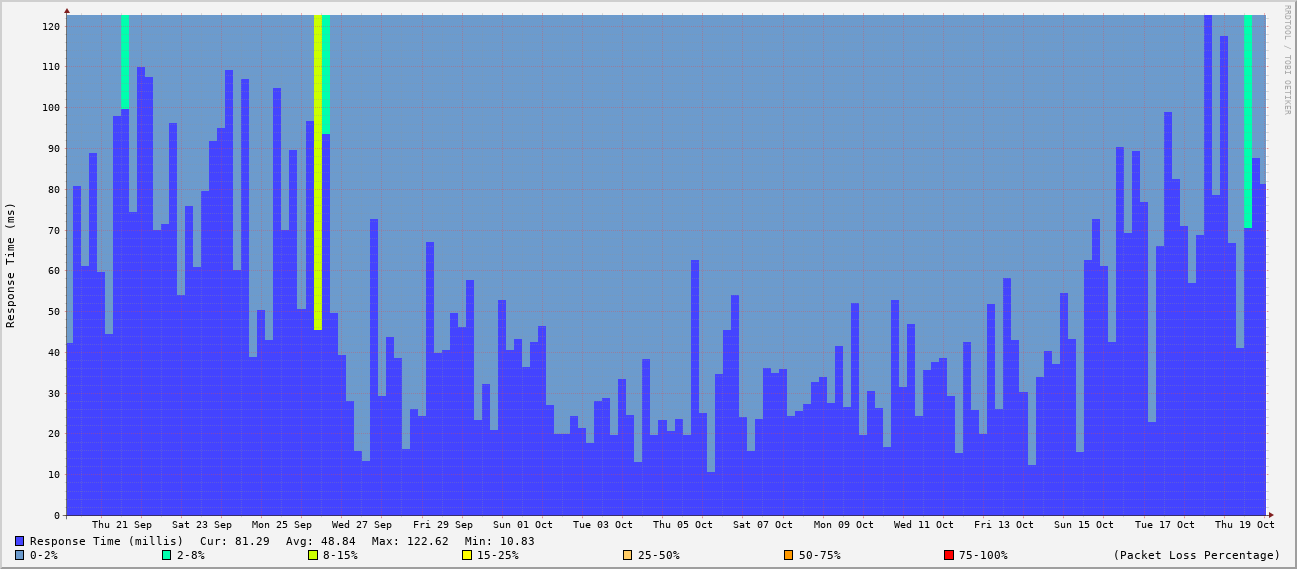 RRDTOOL / TOBI OETIKER
Response Time (ms)
120
110
100
90
80
70
60
50
40
30
20
10
0
Thu 21 Sep Sat 23 Sep Mon 25 Sep Wed 27 Sep Fri 29 Sep Sun 01 Oct Tue 03 Oct Thu 05 Oct Sat 07 Oct Mon 09 Oct Wed 11 Oct Fri 13 Oct Sun 15 Oct Tue 17 Oct Thu 19 Oct
Response Time (millis) Cur: 81.29 Avg: 48.84 Max: 122.62 Min: 10.83
0-2% 2-8% 8-15% 15-25% 25-50% 50-75% 75-100% (Packet Loss Percentage)